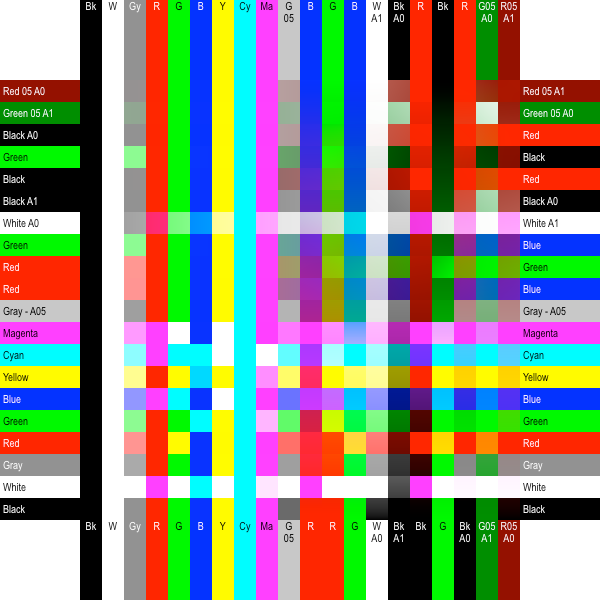 Bk W Gy R G B Y Cy Ma G B G B W Bk R Bk R G05 R05
05 A1 A0 A0 A1
Red 05 A0 Red 05 A1
Green 05 A1 Green 05 A0
Black A0 Red
Green Black
Black Red
Black A1 Black A0
White A0 White A1
Green Blue
Red Green
Red Blue
Gray - A05 Gray - A05
Magenta Magenta
Cyan Cyan
Yellow Yellow
Blue Blue
Green Green
Red Red
Gray Gray
White White
Black Black
Bk W Gy R G B Y Cy Ma G R R G W Bk Bk G Bk G05 R05
05 A0 A1 A0 A1 A0